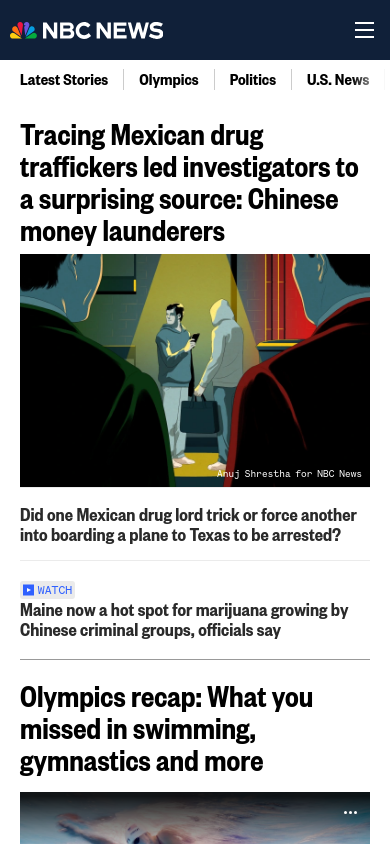 NBC NEWS
Latest Stories
Olympics
Politics
U.S. News
Tracing Mexican drug
traffickers led investigators to
a surprising source: Chinese
money launderers
Anuj Shrestha for NBC News
Did one Mexican drug lord trick or force another
into boarding a plane to Texas to be arrested?
WATCH
Maine now a hot spot for marijuana growing by
Chinese criminal groups, officials say
Olympics recap: What you
missed in swimming,
gymnastics and more